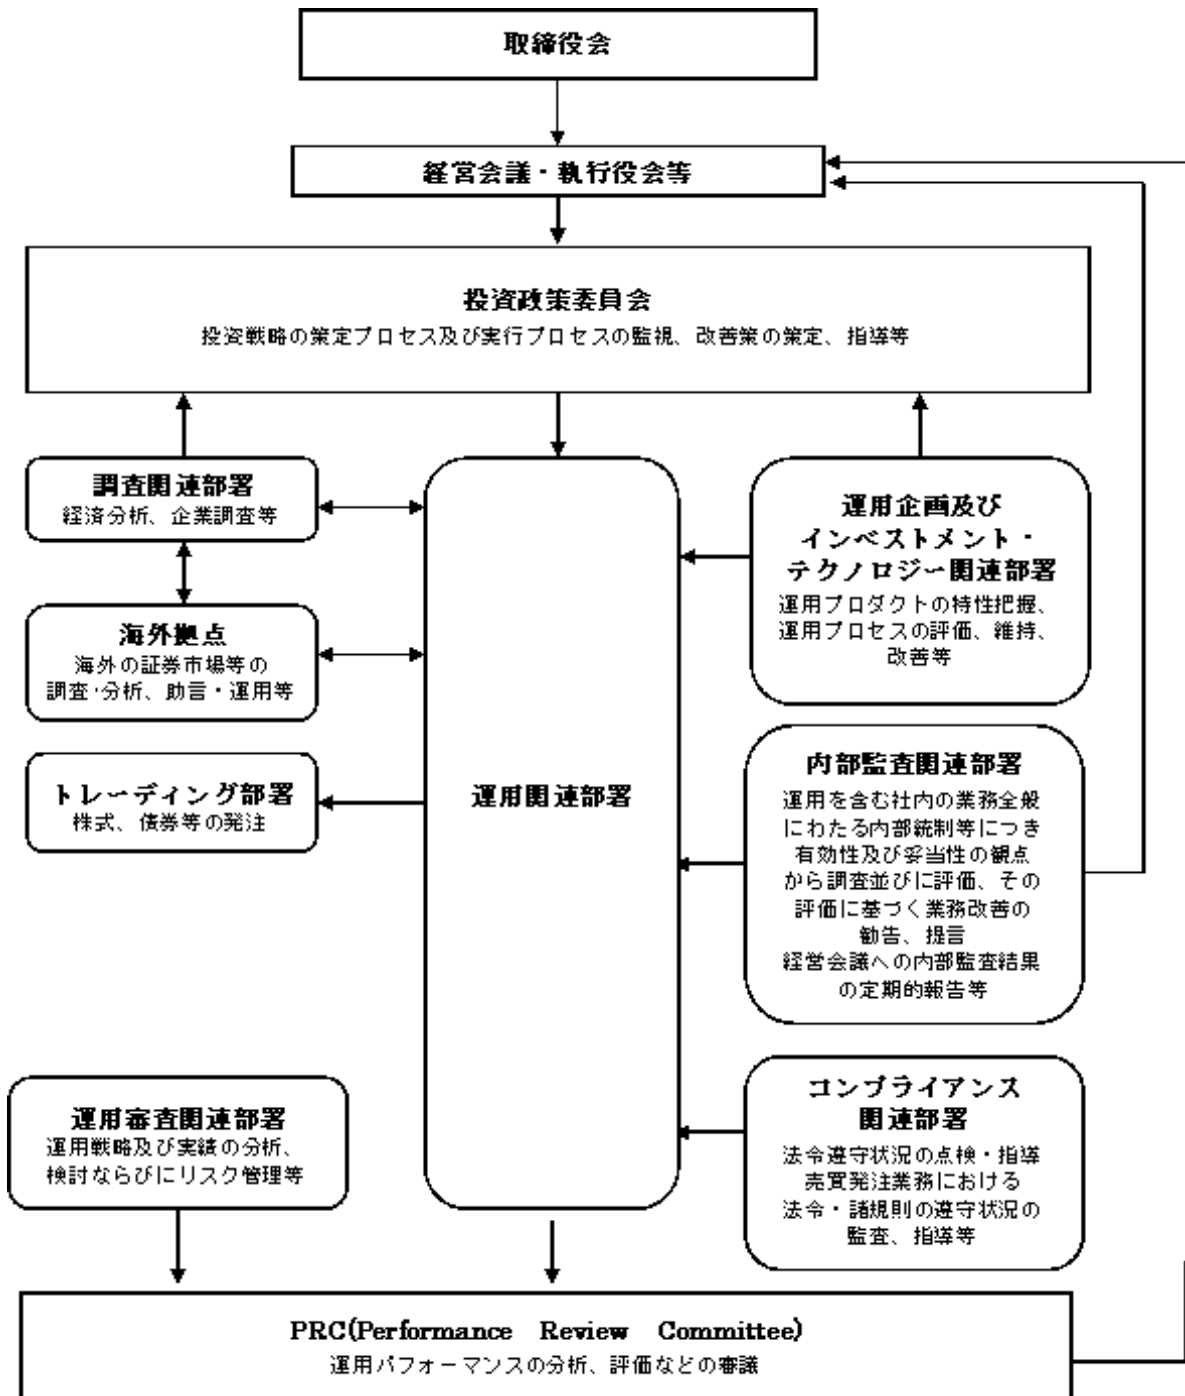 取締役会
経営会議・執行役会等
投資政策委員会
投資戦略の策定プロセス及び実行プロセスの監視、改善策の策定、指導等
調査関連部署
経済分析、企業調査等
海外拠点
海外の証券市場等の
調査・分析、助言・運用等
トレーディング部署
株式、債券等の発注
運用関連部署
運用企画及び
インベストメント・
テクノロジー関連部署
運用プロダクトの特性把握、
運用プロセスの評価、維持、
改善等
内部監査関連部署
運用を含む社内の業務全般
にわたる内部統制等につき
有効性及び妥当性の観点
から調査並びに評価、その
評価に基づく業務改善の
勧告、提言
経営会議への内部監査結果
の定期的報告等
コンプライアンス
関連部署
法令遵守状況の点検・指導
売買発注業務における
法令・諸規則の遵守状況の
監査、指導等
運用審査関連部署
運用戦略及び実績の分析、
検討ならびにリスク管理等
PRC(Performance Review Committee)
運用パフォーマンスの分析、評価などの審議